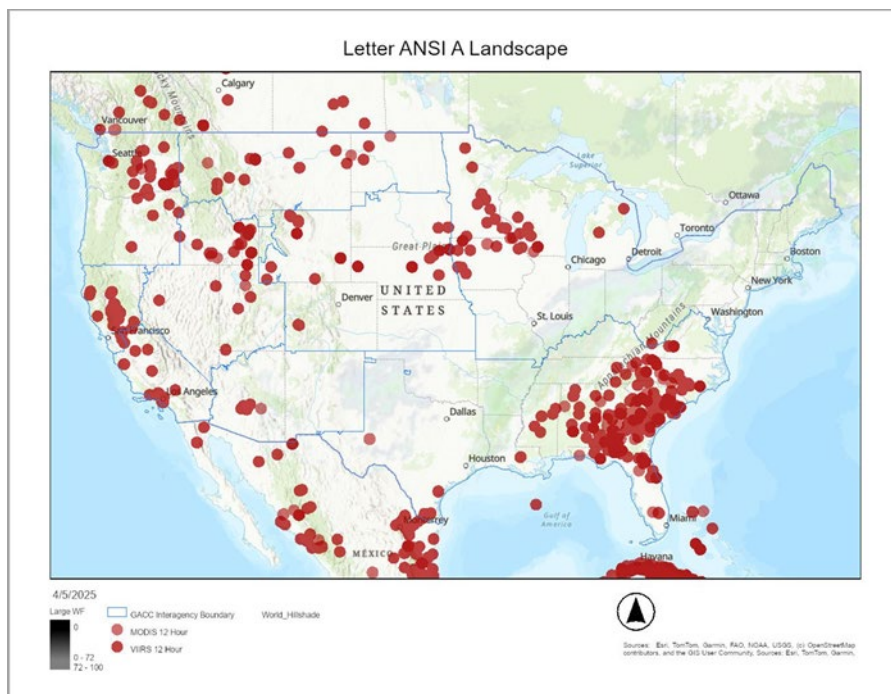 Letter ANSI A Landscape
Calgary
Rocky Mountains
Vancouver
Seattle
Lake
Superior
Ottawa
Toronto
Great Plains
Detroit
Boston
Chicago
New York
UNITED
STATES
Denver
St. Louis
Washington
San Francisco
Appalachian Mountains
Los Angeles
Dallas
Houston
Gulf of
America
Monterrey
Miami
MÉXICO
Havana
4/5/2025
Large WF
0
0 - 72
72 - 100
GACC Interagency Boundary
World_Hillshade
MODIS 12 Hour
VIIRS 12 Hour
Sources: Esri, TomTom, Garmin, FAO, NOAA, USGS, (c) OpenStreetMap
contributors, and the GIS User Community, Sources: Esri, TomTom, Garmin,